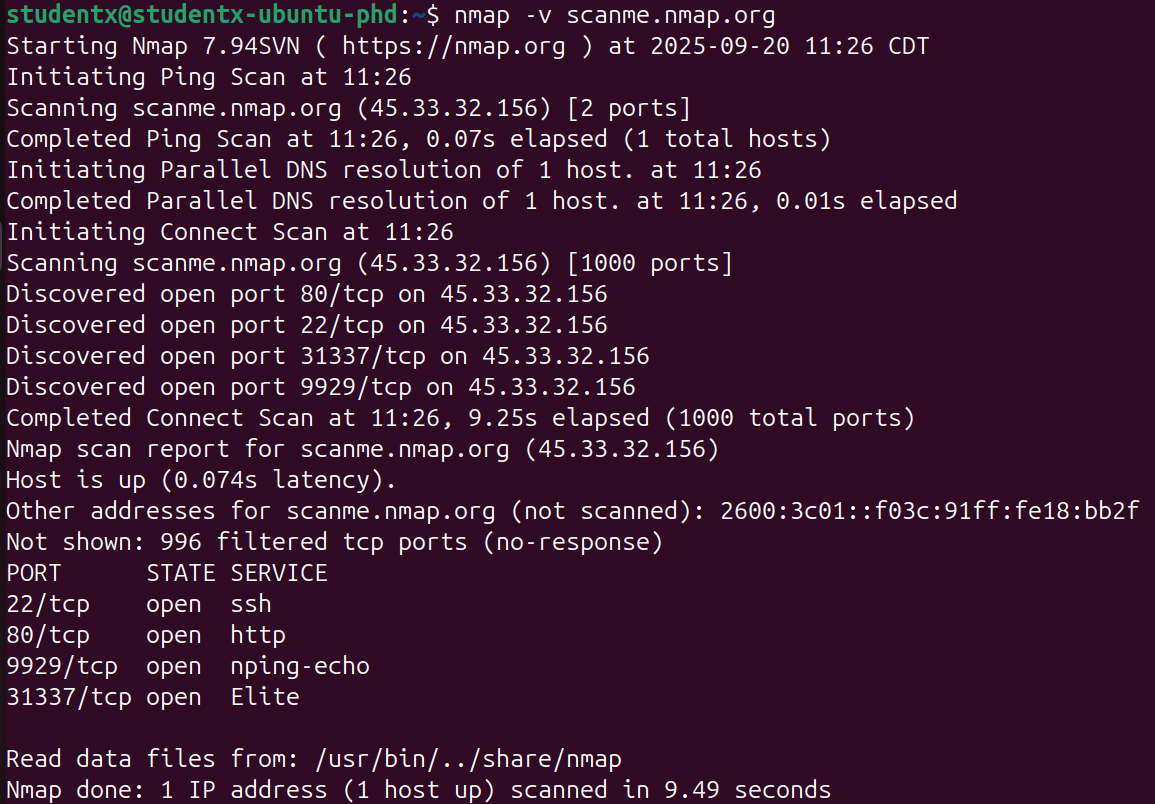 studentx@studentx-ubuntu-phd:~$ nmap -v scanme.nmap.org
Starting Nmap 7.94SVN ( https://nmap.org ) at 2025-09-20 11:26 CDT
Initiating Ping Scan at 11:26
Scanning scanme.nmap.org (45.33.32.156) [2 ports]
Completed Ping Scan at 11:26, 0.07s elapsed (1 total hosts)
Initiating Parallel DNS resolution of 1 host. at 11:26
Completed Parallel DNS resolution of 1 host. at 11:26, 0.01s elapsed
Initiating Connect Scan at 11:26
Scanning scanme.nmap.org (45.33.32.156) [1000 ports]
Discovered open port 80/tcp on 45.33.32.156
Discovered open port 22/tcp on 45.33.32.156
Discovered open port 31337/tcp on 45.33.32.156
Discovered open port 9929/tcp on 45.33.32.156
Completed Connect Scan at 11:26, 9.25s elapsed (1000 total ports)
Nmap scan report for scanme.nmap.org (45.33.32.156)
Host is up (0.074s latency).
Other addresses for scanme.nmap.org (not scanned): 2600:3c01::f03c:91ff:fe18:bb2f
Not shown: 996 filtered tcp ports (no-response)
PORT      STATE SERVICE
22/tcp    open  ssh
80/tcp    open  http
9929/tcp  open  nping-echo
31337/tcp open  Elite

Read data files from: /usr/bin/../share/nmap
Nmap done: 1 IP address (1 host up) scanned in 9.49 seconds